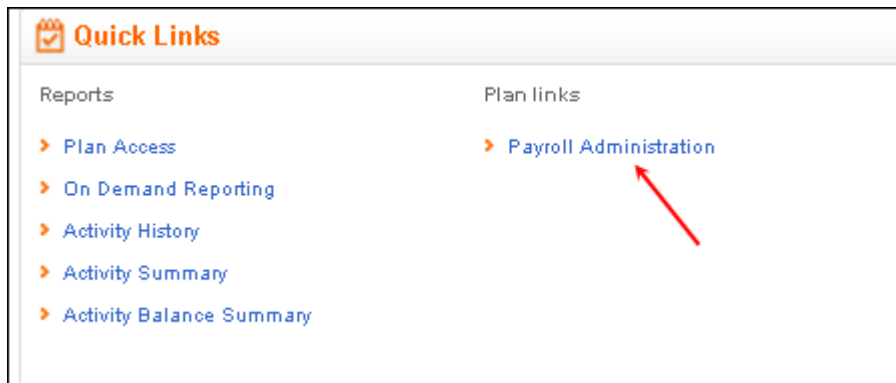 Quick Links
Reports
Plan Access
On Demand Reporting
Activity History
Activity Summary
Activity Balance Summary
Plan links
Payroll Administration